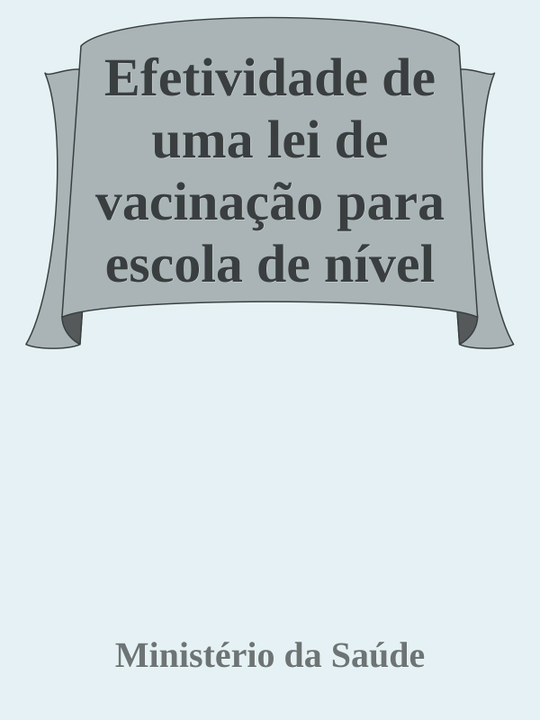 Efetividade de
uma lei de
vacinação para
escola de nível
Ministério da Saúde